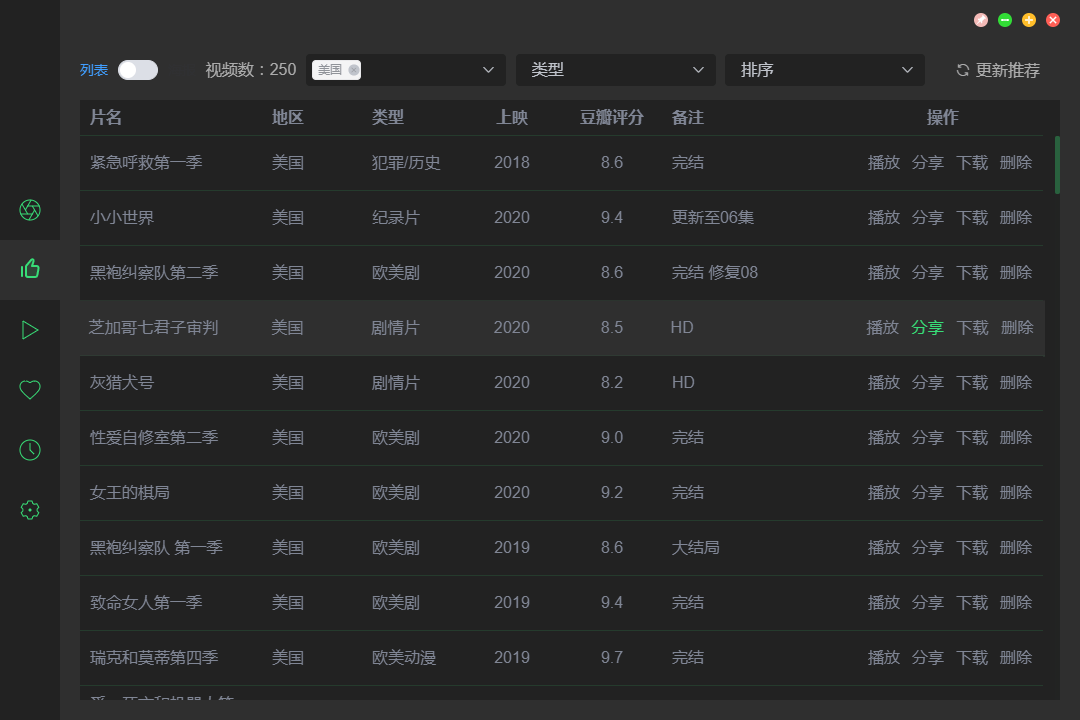 列表 视频数：250 美国 类型 排序 更新推荐
片名 地区 类型 上映 豆瓣评分 备注 操作
紧急呼救第一季 美国 犯罪/历史 2018 8.6 完结 播放 分享 下载 删除
小小世界 美国 纪录片 2020 9.4 更新至06集 播放 分享 下载 删除
黑袍纠察队第二季 美国 欧美剧 2020 8.6 完结 修复08 播放 分享 下载 删除
芝加哥七君子审判 美国 剧情片 2020 8.5 HD 播放 分享 下载 删除
灰猎犬号 美国 剧情片 2020 8.2 HD 播放 分享 下载 删除
性爱自修室第二季 美国 欧美剧 2020 9.0 完结 播放 分享 下载 删除
女王的棋局 美国 欧美剧 2020 9.2 完结 播放 分享 下载 删除
黑袍纠察队 第一季 美国 欧美剧 2019 8.6 大结局 播放 分享 下载 删除
致命女人第一季 美国 欧美剧 2019 9.4 完结 播放 分享 下载 删除
瑞克和莫蒂第四季 美国 欧美动漫 2019 9.7 完结 播放 分享 下载 删除